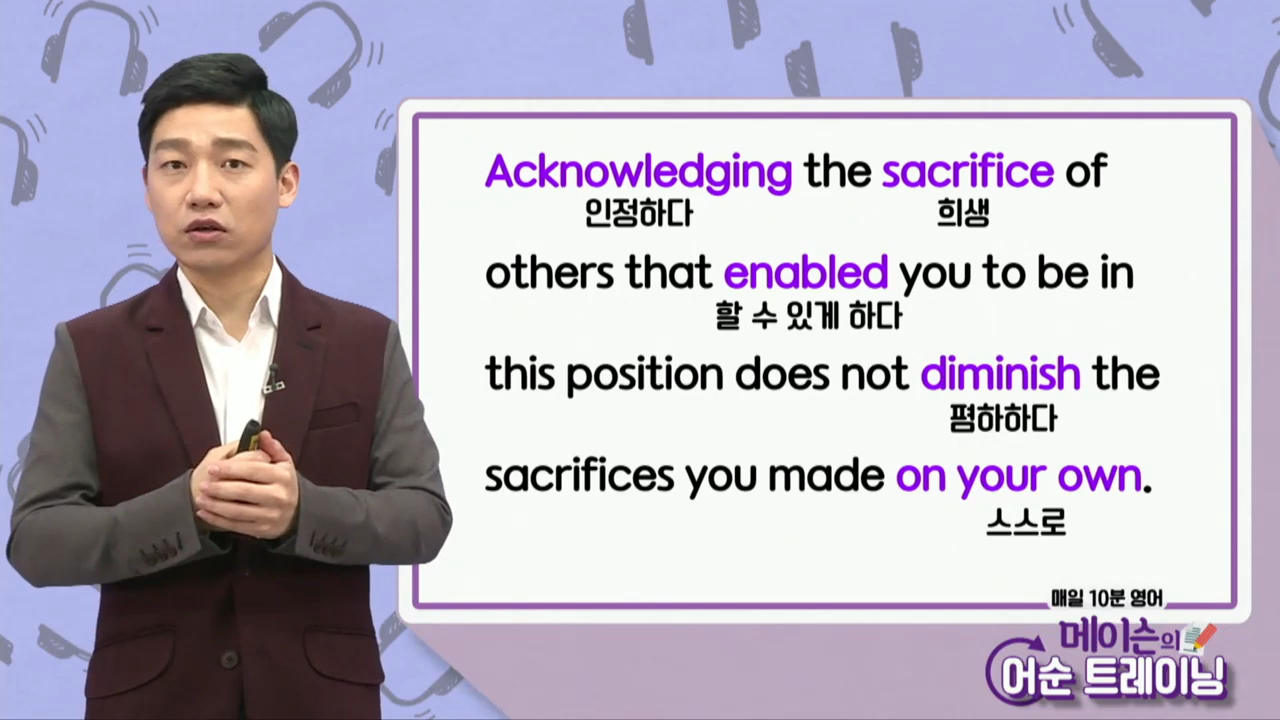 Acknowledging the sacrifice of
인정하다 희생
others that enabled you to be in
할 수 있게 하다
this position does not diminish the
폄하하다
sacrifices you made on your own.
스스로
매일 10분 영어
메이슨의
어순 트레이닝